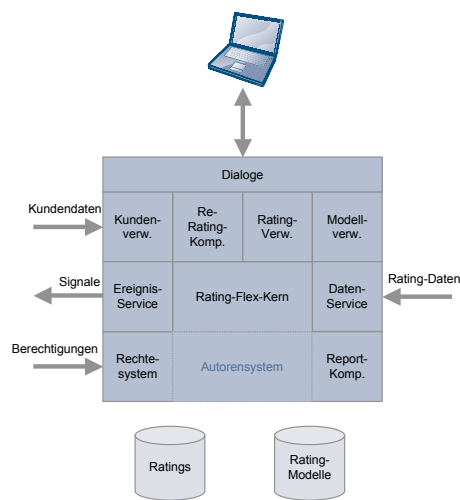 Dialoge
Kundendaten
Kunden-
verw.
Re-
Rating-
Komp.
Rating-
Verw.
Modell-
verw.
Signale
Ereignis-
Service
Rating-Flex-Kern
Daten-
Service
Rating-Daten
Berechtigungen
Rechte-
system
Autorensystem
Report-
Komp.
Ratings
Rating-
Modelle